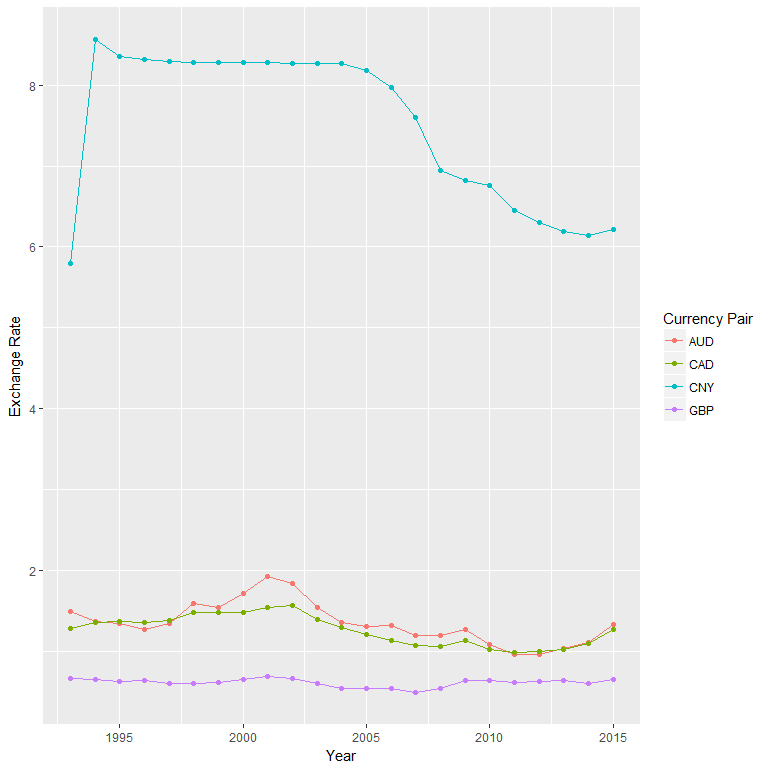 8
6
4
2
Exchange Rate
1995
2000
2005
2010
2015
Year
Currency Pair
AUD
CAD
CNY
GBP